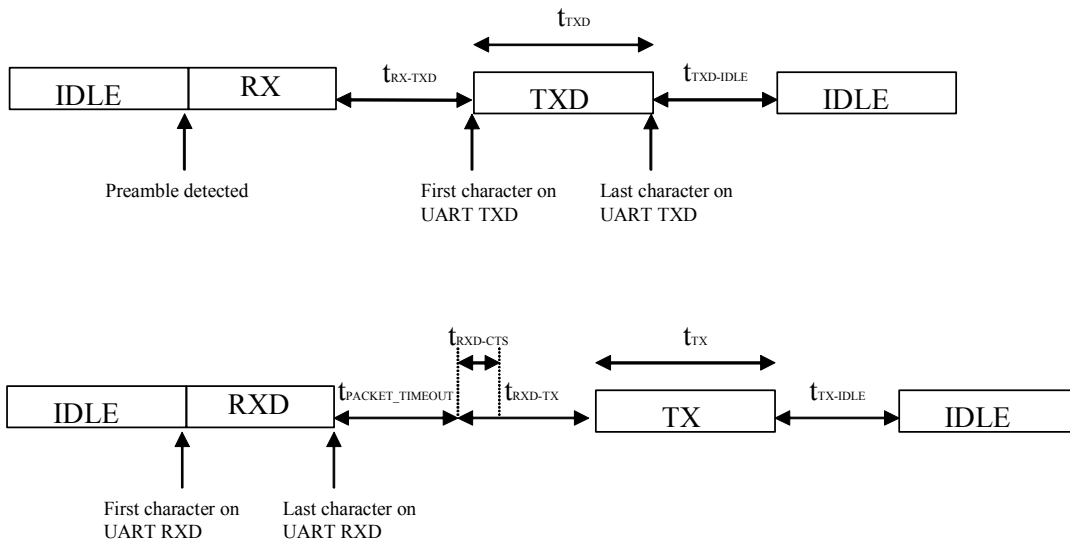 tTXD
IDLE
RX
tRX-TXD
TXD
tTXD-IDLE
IDLE
Preamble detected
First character on
UART TXD
Last character on
UART TXD
tRXD-CTS
tTX
IDLE
RXD
tPACKET_TIMEOUT
tRXD-TX
TX
tTX-IDLE
IDLE
First character on
UART RXD
Last character on
UART RXD